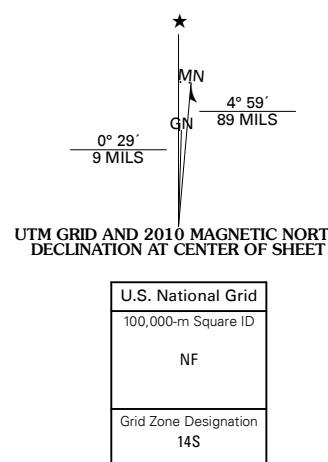 MN
4° 59´
89 MILS
GN
0° 29´
9 MILS
UTM GRID AND 2010 MAGNETIC NORT
DECLINATION AT CENTER OF SHEET
U.S. National Grid
100,000-m Square ID
NF
Grid Zone Designation
14S